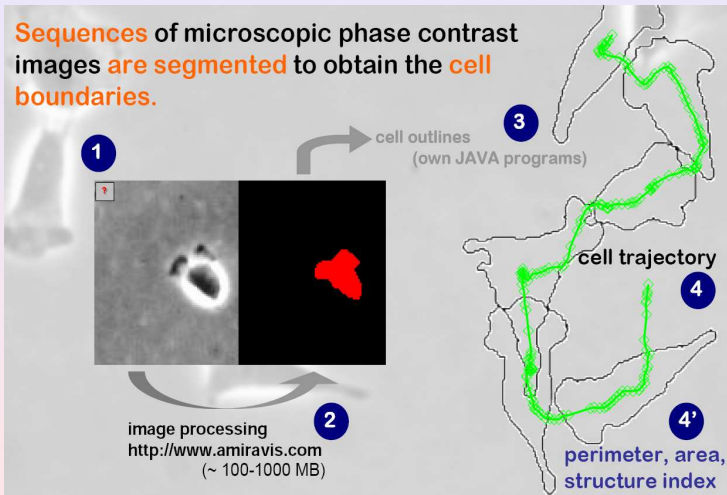 Sequences of microscopic phase contrast
images are segmented to obtain the cell
boundaries.
1
?
3
cell outlines
(own JAVA programs)
cell trajectory
4
2
image processing
http://www.amiravis.com
(~ 100-1000 MB)
4'
perimeter, area,
structure index